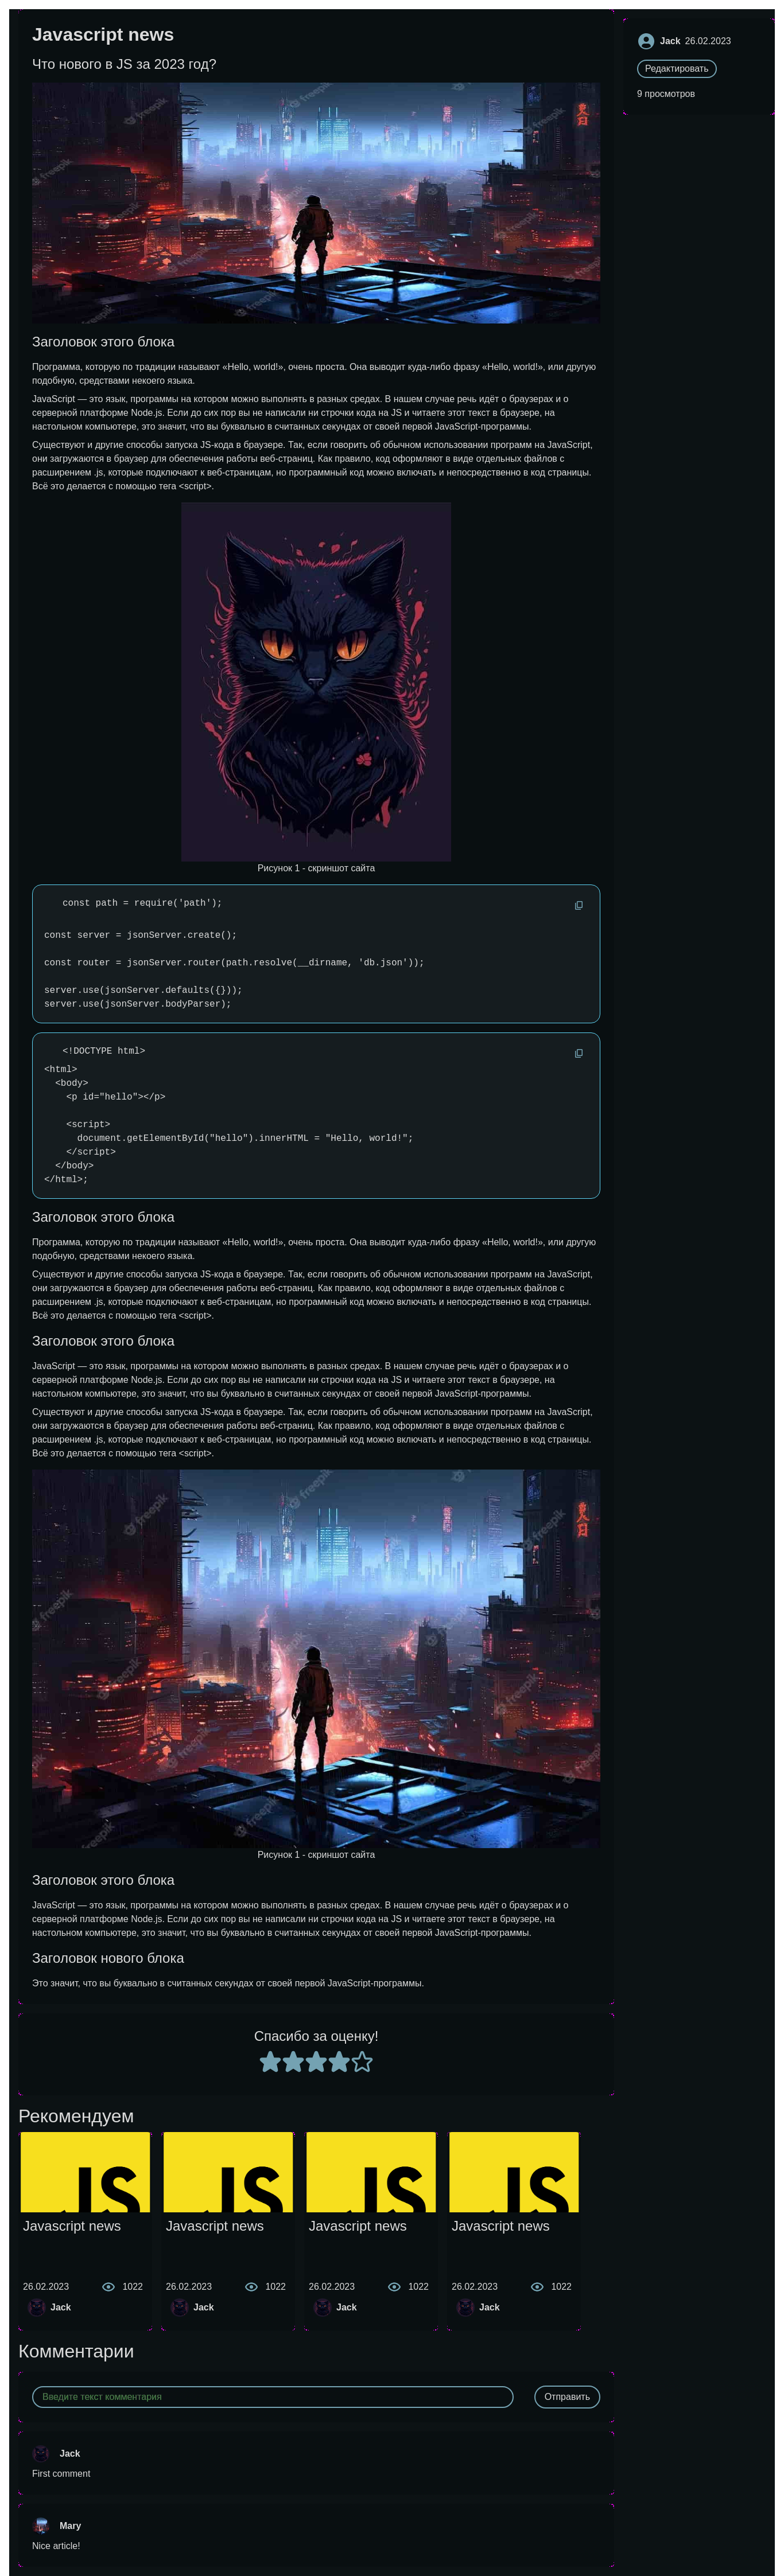 Javascript news
Что нового в JS за 2023 год?
Заголовок этого блока
Программа, которую по традиции называют «Hello, world!», очень проста. Она выводит куда-либо фразу «Hello, world!», или другую
подобную, средствами некоего языка.
JavaScript — это язык, программы на котором можно выполнять в разных средах. В нашем случае речь идёт о браузерах и о
серверной платформе Node.js. Если до сих пор вы не написали ни строчки кода на JS и читаете этот текст в браузере, на
настольном компьютере, это значит, что вы буквально в считанных секундах от своей первой JavaScript-программы.
Существуют и другие способы запуска JS-кода в браузере. Так, если говорить об обычном использовании программ на JavaScript,
они загружаются в браузер для обеспечения работы веб-страниц. Как правило, код оформляют в виде отдельных файлов с
расширением .js, которые подключают к веб-страницам, но программный код можно включать и непосредственно в код страницы.
Всё это делается с помощью тега <script>.
Рисунок 1 - скриншот сайта
const path = require('path');
const server = jsonServer.create();
const router = jsonServer.router(path.resolve(__dirname, 'db.json'));
server.use(jsonServer.defaults({}));
server.use(jsonServer.bodyParser);
<!DOCTYPE html>
<html>
<body>
<p id="hello"></p>
<script>
document.getElementById("hello").innerHTML = "Hello, world!";
</script>
</body>
</html>;
Заголовок этого блока
Программа, которую по традиции называют «Hello, world!», очень проста. Она выводит куда-либо фразу «Hello, world!», или другую
подобную, средствами некоего языка.
Существуют и другие способы запуска JS-кода в браузере. Так, если говорить об обычном использовании программ на JavaScript,
они загружаются в браузер для обеспечения работы веб-страниц. Как правило, код оформляют в виде отдельных файлов с
расширением .js, которые подключают к веб-страницам, но программный код можно включать и непосредственно в код страницы.
Всё это делается с помощью тега <script>.
Заголовок этого блока
JavaScript — это язык, программы на котором можно выполнять в разных средах. В нашем случае речь идёт о браузерах и о
серверной платформе Node.js. Если до сих пор вы не написали ни строчки кода на JS и читаете этот текст в браузере, на
настольном компьютере, это значит, что вы буквально в считанных секундах от своей первой JavaScript-программы.
Существуют и другие способы запуска JS-кода в браузере. Так, если говорить об обычном использовании программ на JavaScript,
они загружаются в браузер для обеспечения работы веб-страниц. Как правило, код оформляют в виде отдельных файлов с
расширением .js, которые подключают к веб-страницам, но программный код можно включать и непосредственно в код страницы.
Всё это делается с помощью тега <script>.
Рисунок 1 - скриншот сайта
Заголовок этого блока
JavaScript — это язык, программы на котором можно выполнять в разных средах. В нашем случае речь идёт о браузерах и о
серверной платформе Node.js. Если до сих пор вы не написали ни строчки кода на JS и читаете этот текст в браузере, на
настольном компьютере, это значит, что вы буквально в считанных секундах от своей первой JavaScript-программы.
Заголовок нового блока
Это значит, что вы буквально в считанных секундах от своей первой JavaScript-программы.
Jack 26.02.2023
Редактировать
9 просмотров
Спасибо за оценку!
Рекомендуем
JS JS JS JS
Javascript news Javascript news Javascript news Javascript news
26.02.2023 1022 26.02.2023 1022 26.02.2023 1022 26.02.2023 1022
Jack Jack Jack Jack
Комментарии
Введите текст комментария Отправить
Jack
First comment
Mary
Nice article!